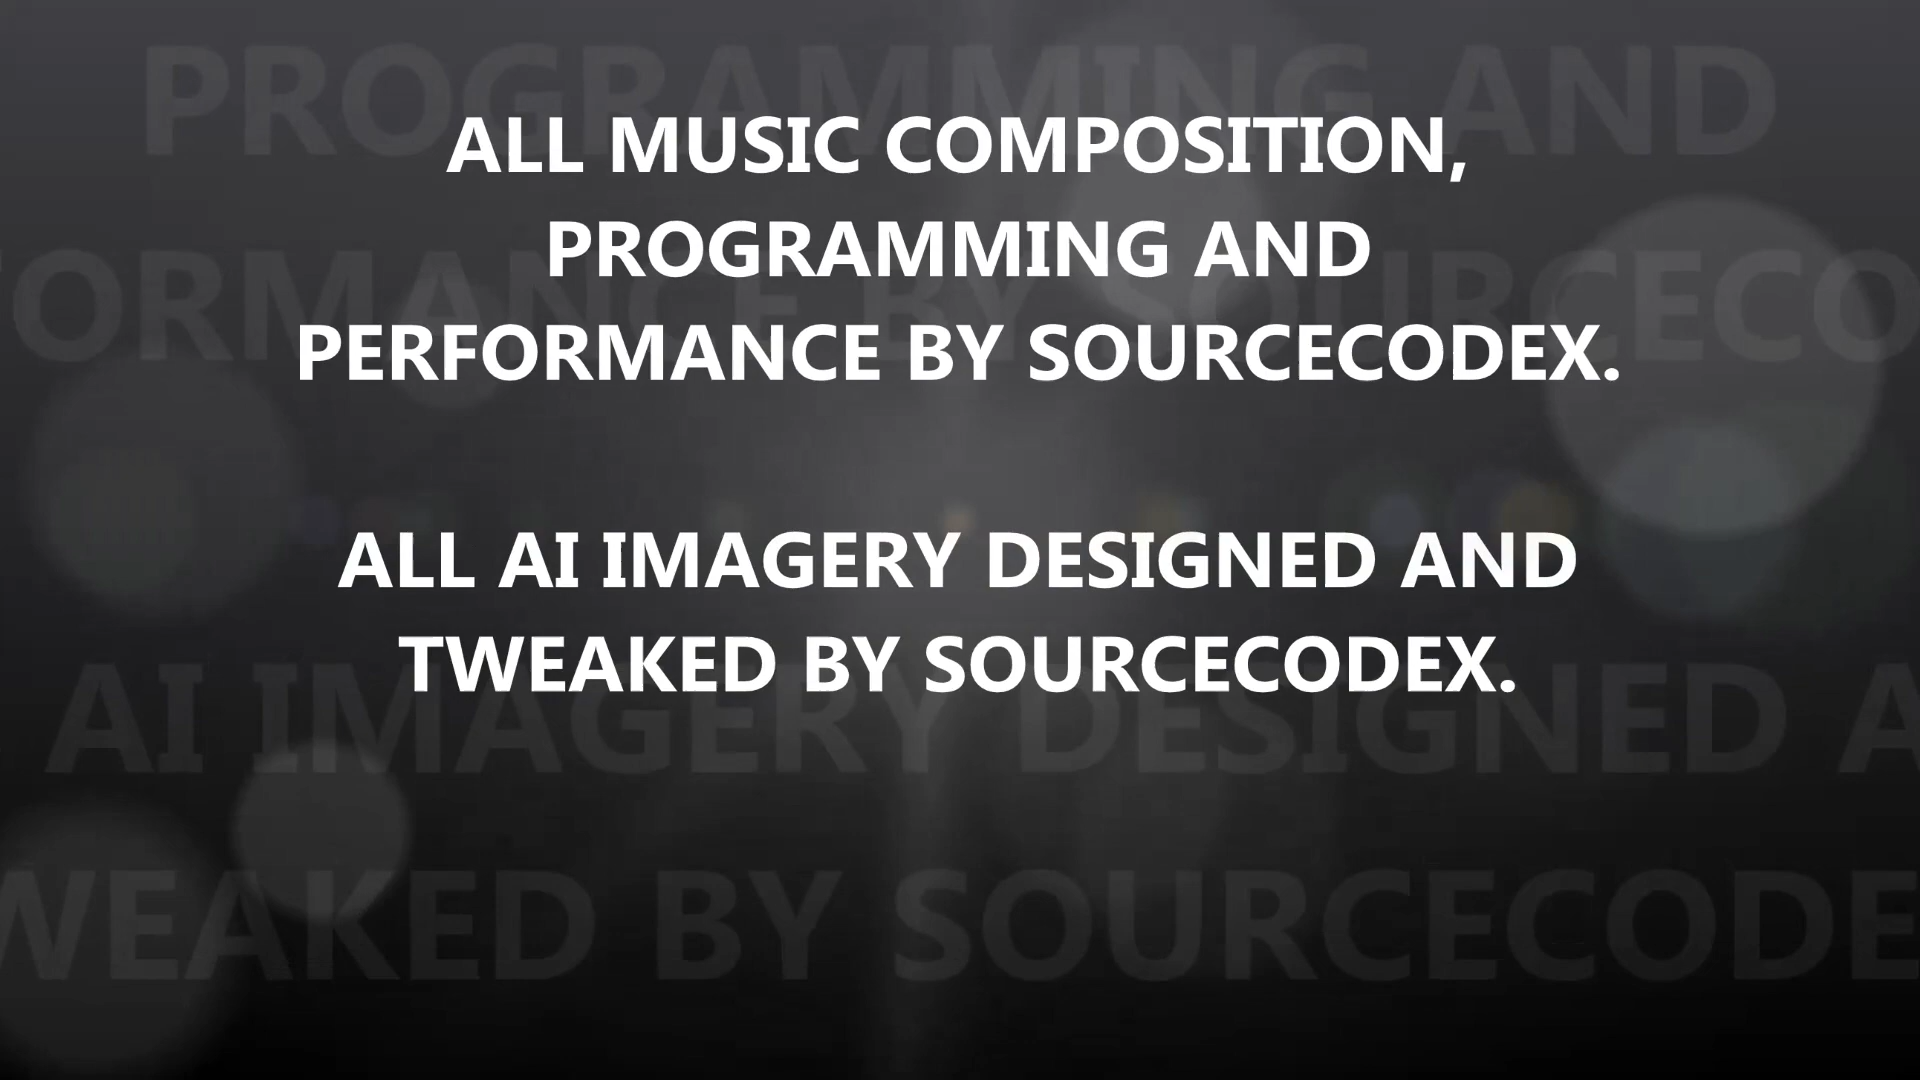 ALL MUSIC COMPOSITION,
PROGRAMMING AND
PERFORMANCE BY SOURCECODEX.
ALL AI IMAGERY DESIGNED AND
TWEAKED BY SOURCECODEX.